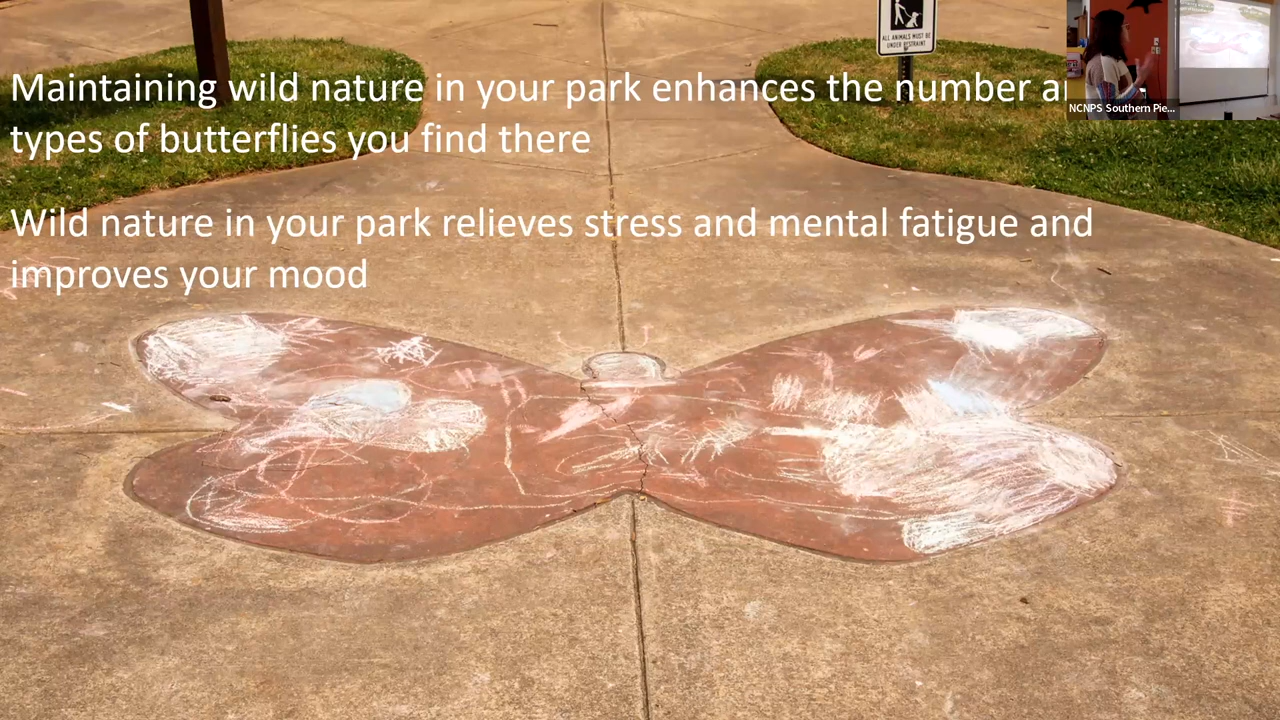 ALL ANIMALS MUST BE
UNDER RESTRAINT
Maintaining wild nature in your park enhances the number
types of butterflies you find there
NCNPS Southern Pie...
Wild nature in your park relieves stress and mental fatigue and
improves your mood